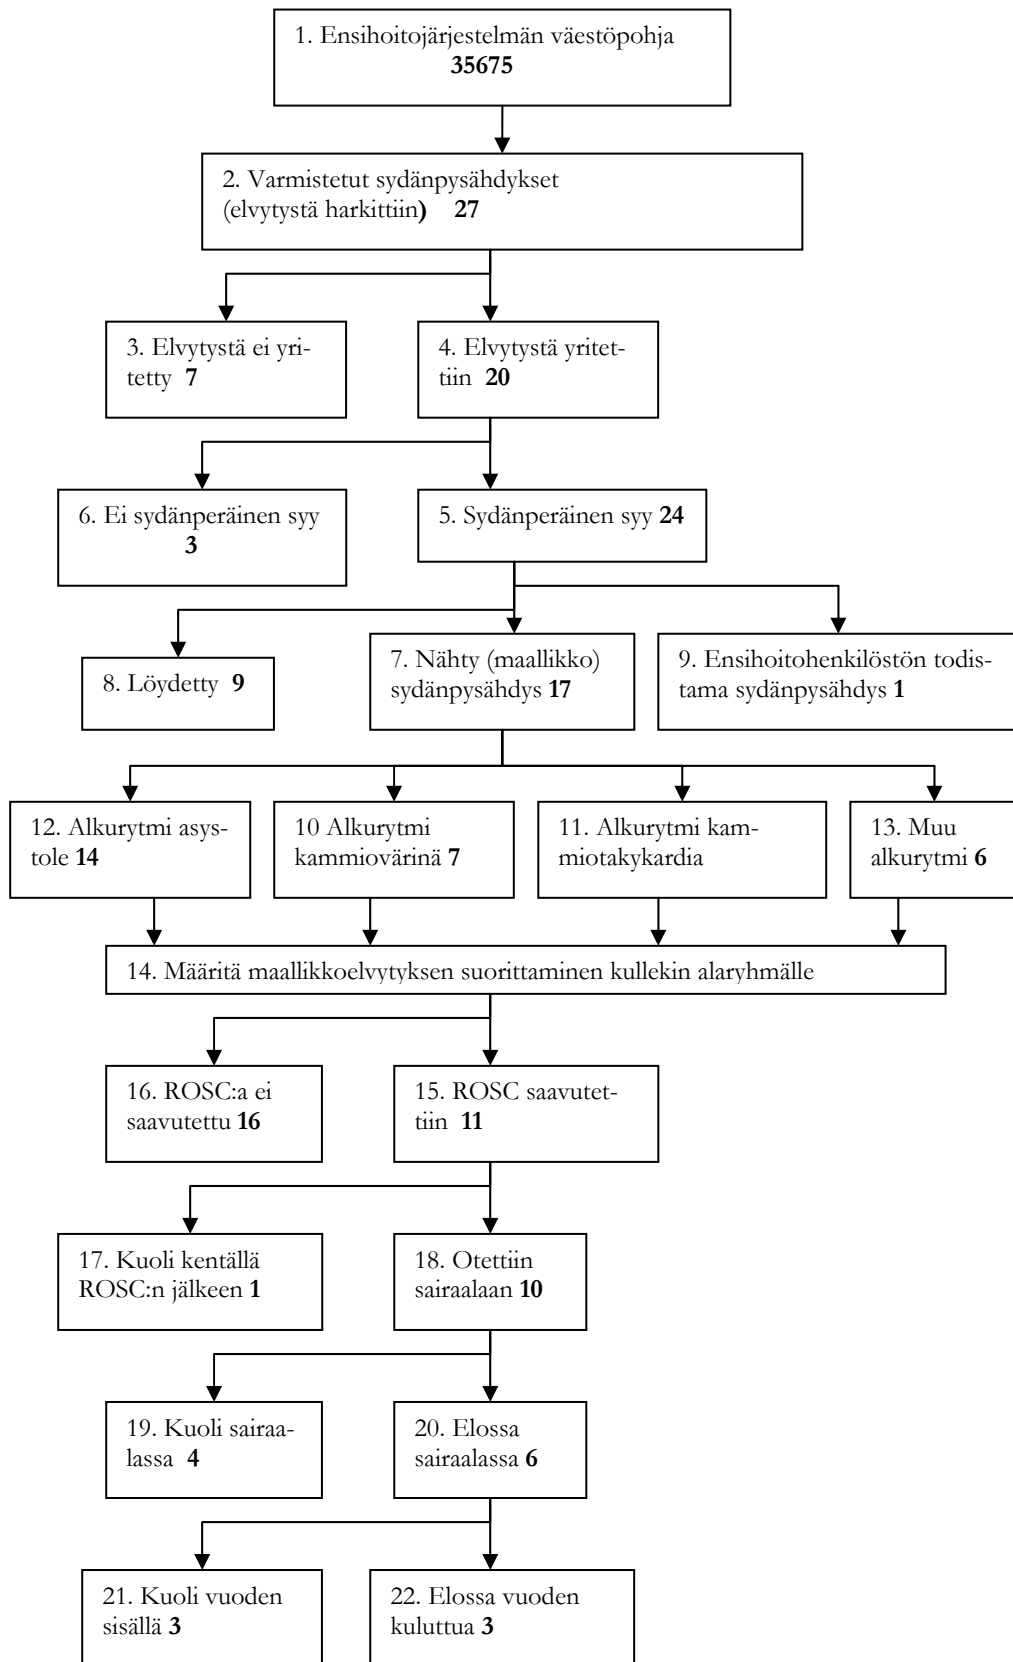 1. Ensihoitojärjestelmän väestöpohja
35675
2. Varmistetut sydänpysähdykset
(elvytystä harkittiin) 27
3. Elvytystä ei yri-
tetty 7
4. Elvytystä yritet-
tiin 20
6. Ei sydänperäinen syy
3
5. Sydänperäinen syy 24
8. Löydetty 9
7. Nähty (maallikko)
sydänpysähdys 17
9. Ensihoitohenkilöstön todis-
tama sydänpysähdys 1
12. Alkurytmi asys-
tole 14
10 Alkurytmi
kammiovärinä 7
11. Alkurytmi kam-
miotakykardia
13. Muu
alkurytmi 6
14. Määritä maallikkoelvytyksen suorittaminen kullekin alaryhmälle
16. ROSC:a ei
saavutettu 16
15. ROSC saavutet-
tiin 11
17. Kuoli kentällä
ROSC:n jälkeen 1
18. Otettiin
sairaalaan 10
19. Kuoli sairaa-
lassa 4
20. Elossa
sairaalassa 6
21. Kuoli vuoden
sisällä 3
22. Elossa vuoden
kuluttua 3